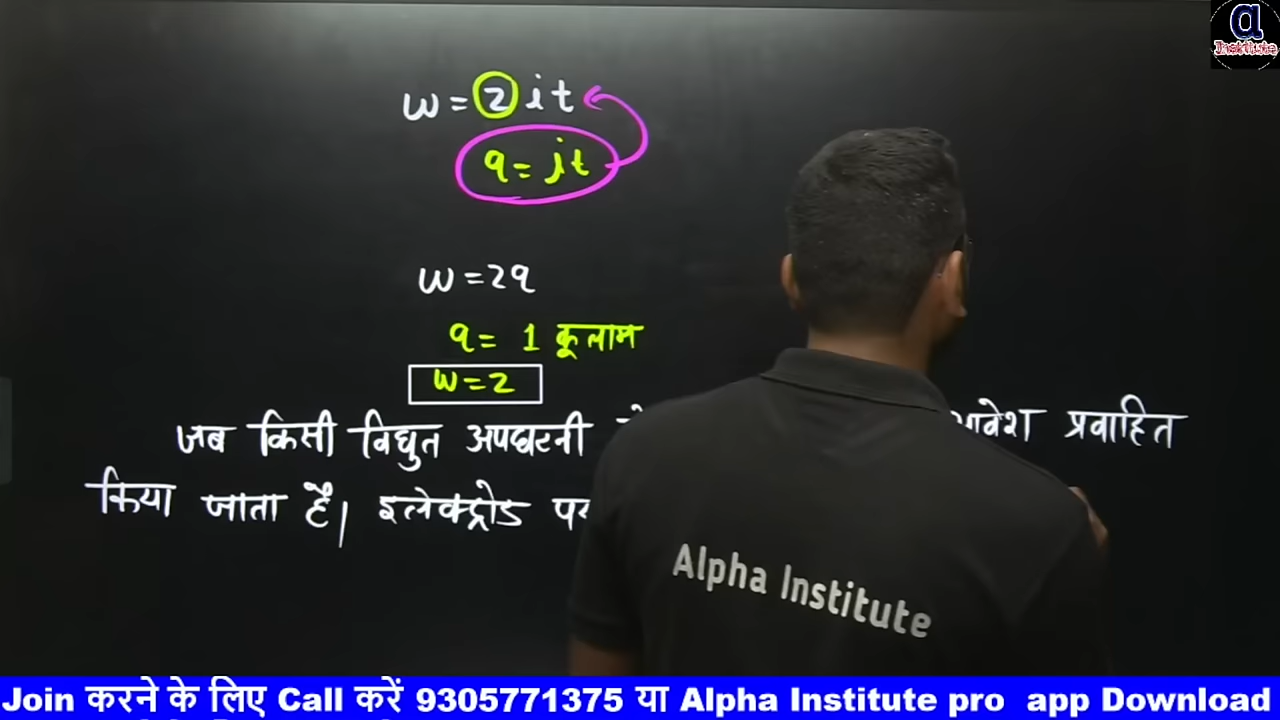 α
Institute
w = z i t
q = it
w = zq
q = 1 कूलाम
w = z
जब किसी विद्युत अपघटनी आवेश प्रवाहित
किया जाता है। इलेक्ट्रोड पर
Alpha Institute
Join करने के लिए Call करें 9305771375 या Alpha Institute pro app Download